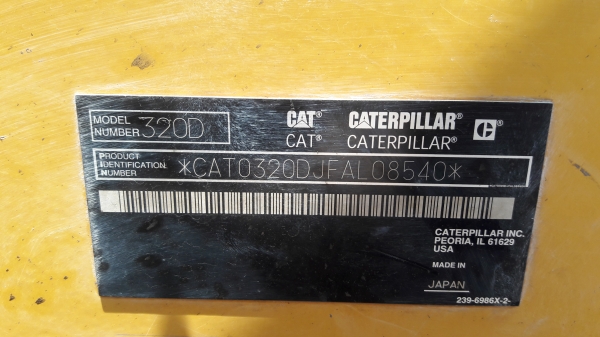 MODEL NUMBER 320D
CAT® CATERPILLAR® C
CAT® CATERPILLAR®
PRODUCT IDENTIFICATION NUMBER *CAT0320DJFAL08540*
CATERPILLAR INC.
PEORIA, IL 61629
USA
MADE IN
JAPAN
239-6986X-2-